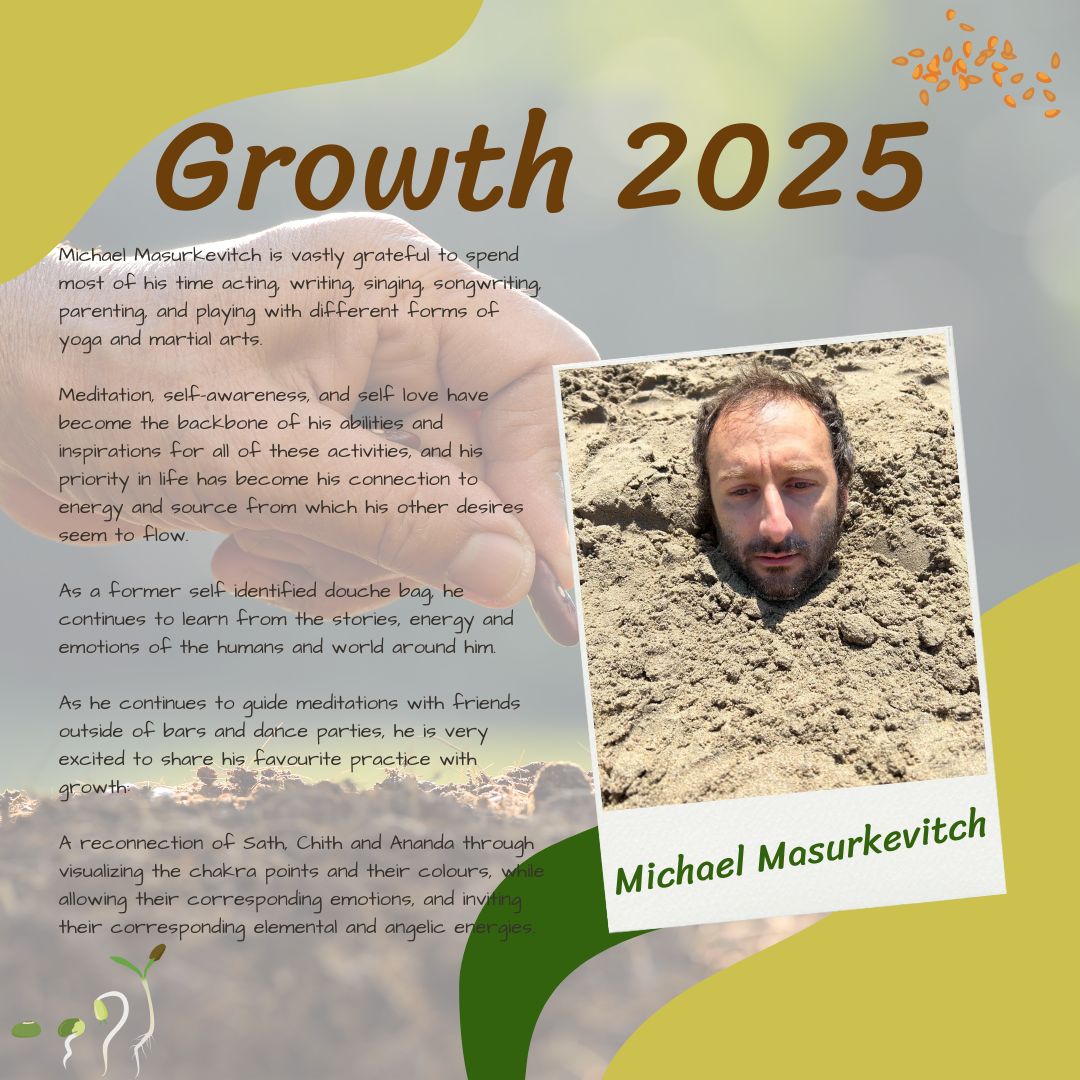 Growth 2025
Michael Masurkevitch is vastly grateful to spend
most of his time acting, writing, singing, songwriting,
parenting, and playing with different forms of
yoga and martial arts.
Meditation, self-awareness, and self love have
become the backbone of his abilities and
inspirations for all of these activities, and his
priority in life has become his connection to
energy and source from which his other desires
seem to flow.
As a former self identified douche bag, he
continues to learn from the stories, energy and
emotions of the humans and world around him.
As he continues to guide meditations with friends
outside of bars and dance parties, he is very
excited to share his favourite practice with
growth:
A reconnection of Sath, Chith and Ananda through
visualizing the chakra points and their colours, while
allowing their corresponding emotions, and inviting
their corresponding elemental and angelic energies.
Michael Masurkevitch